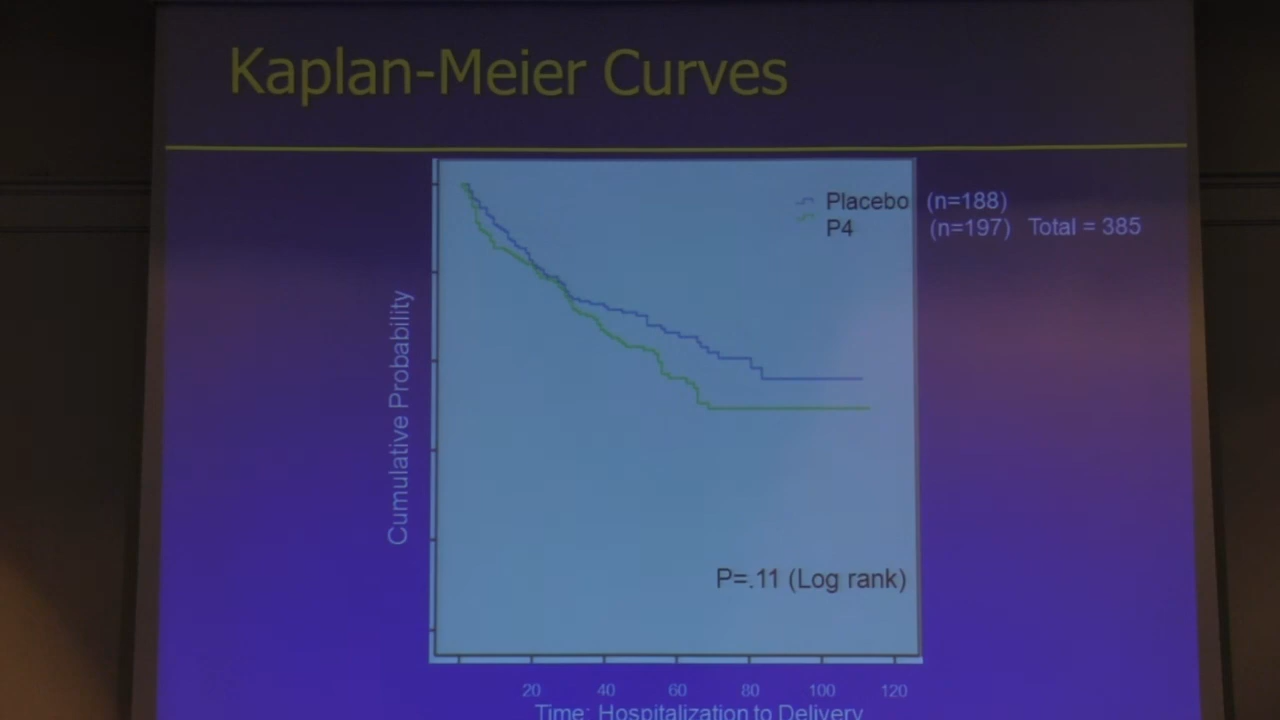 Kaplan-Meier Curves
Placebo (n=188)
P4 (n=197) Total = 385
Cumulative Probability
P=.11 (Log rank)
20 40 60 80 100 120
Time: Hospitalization to Delivery